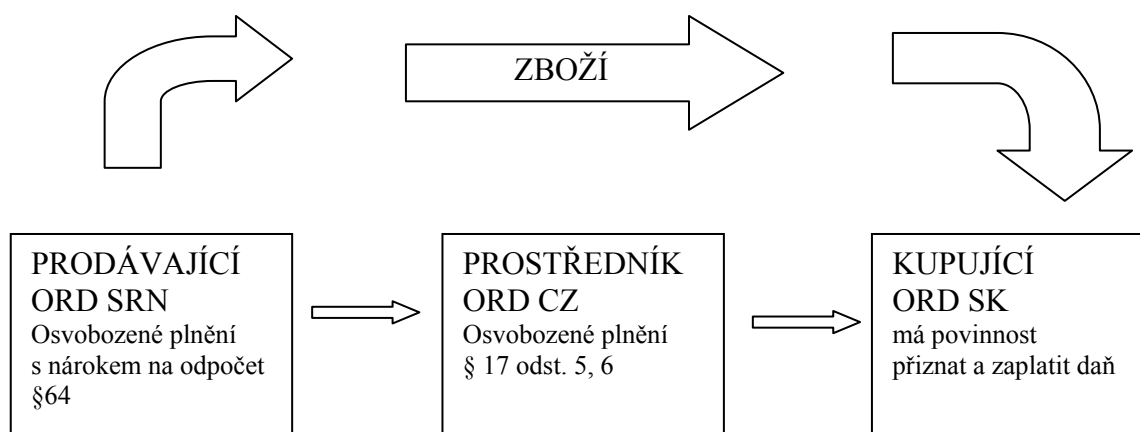 ZBOŽÍ
PRODÁVAJÍCÍ
ORD SRN
Osvobozené plnění
s nárokem na odpočet
§64
PROSTŘEDNÍK
ORD CZ
Osvobozené plnění
§ 17 odst. 5, 6
KUPUJÍCÍ
ORD SK
má povinnost
přiznat a zaplatit daň